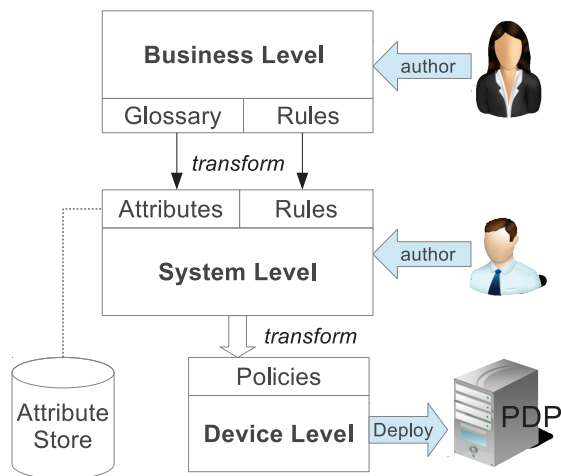 Business Level
author
Glossary
Rules
transform
Attributes
Rules
System Level
author
transform
Policies
Attribute
Store
Device Level
Deploy
PDP